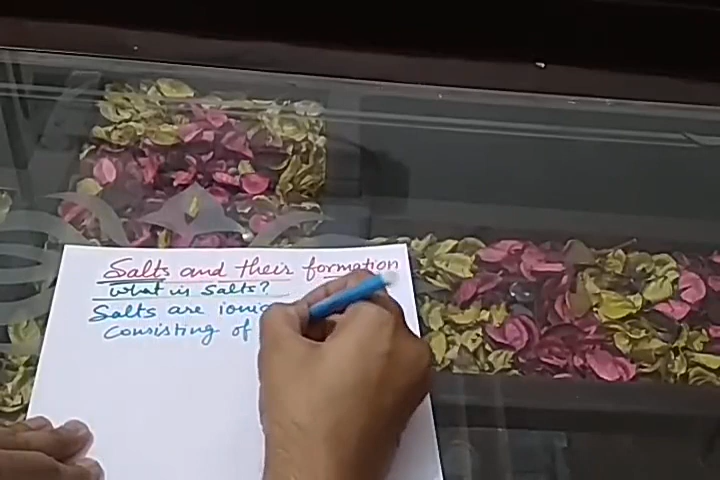 Salts and their formation
What is Salts?
Salts are ionic
Consisting of